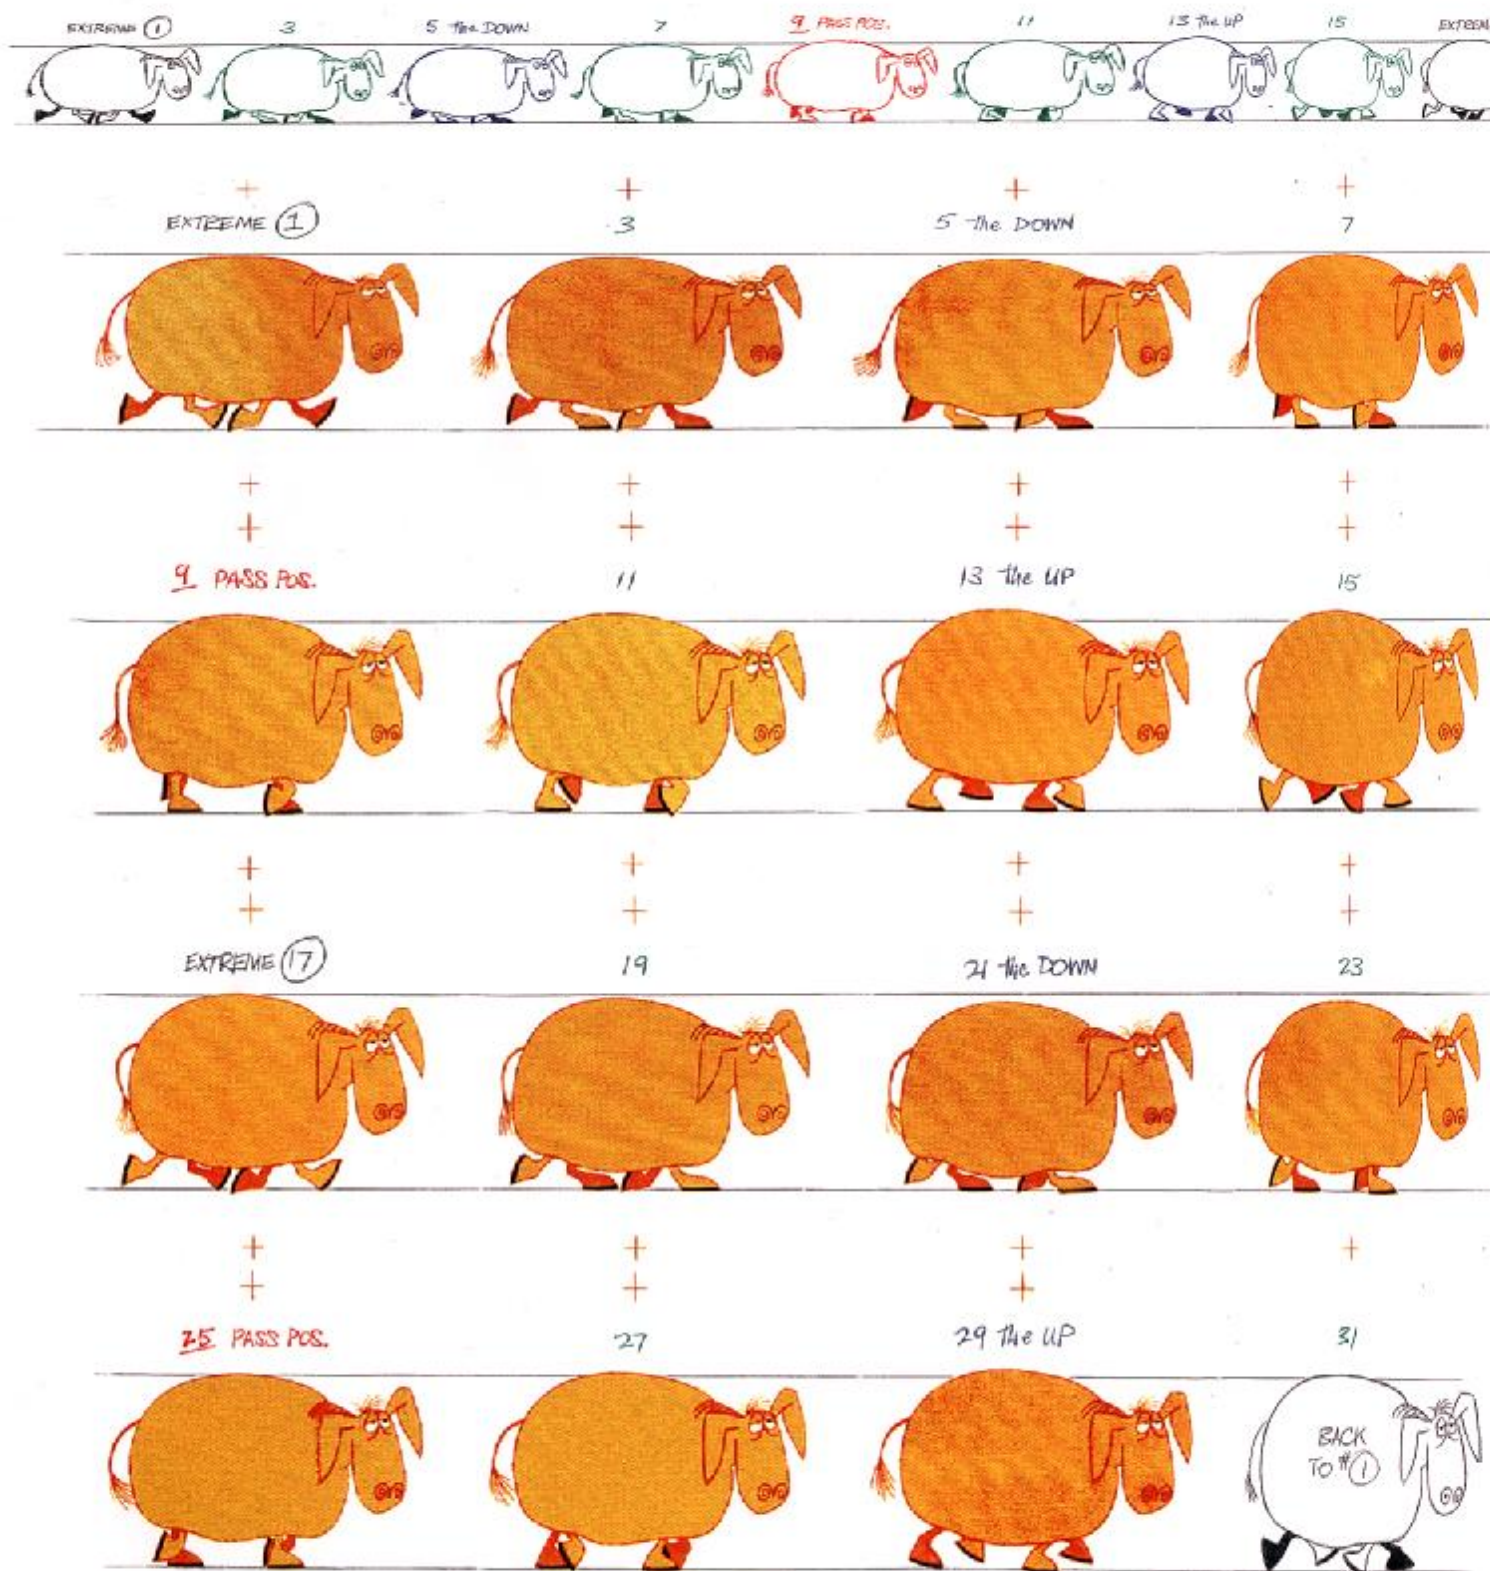 EXTREME 1 3 5 the DOWN 7 9 PASS POS. 11 13 the UP 15 EXTREM
EXTREME 1 3 5 the DOWN 7
9 PASS POS. 11 13 the UP 15
EXTREME 17 19 21 the DOWN 23
25 PASS POS. 27 29 the UP 31
BACK
TO #1